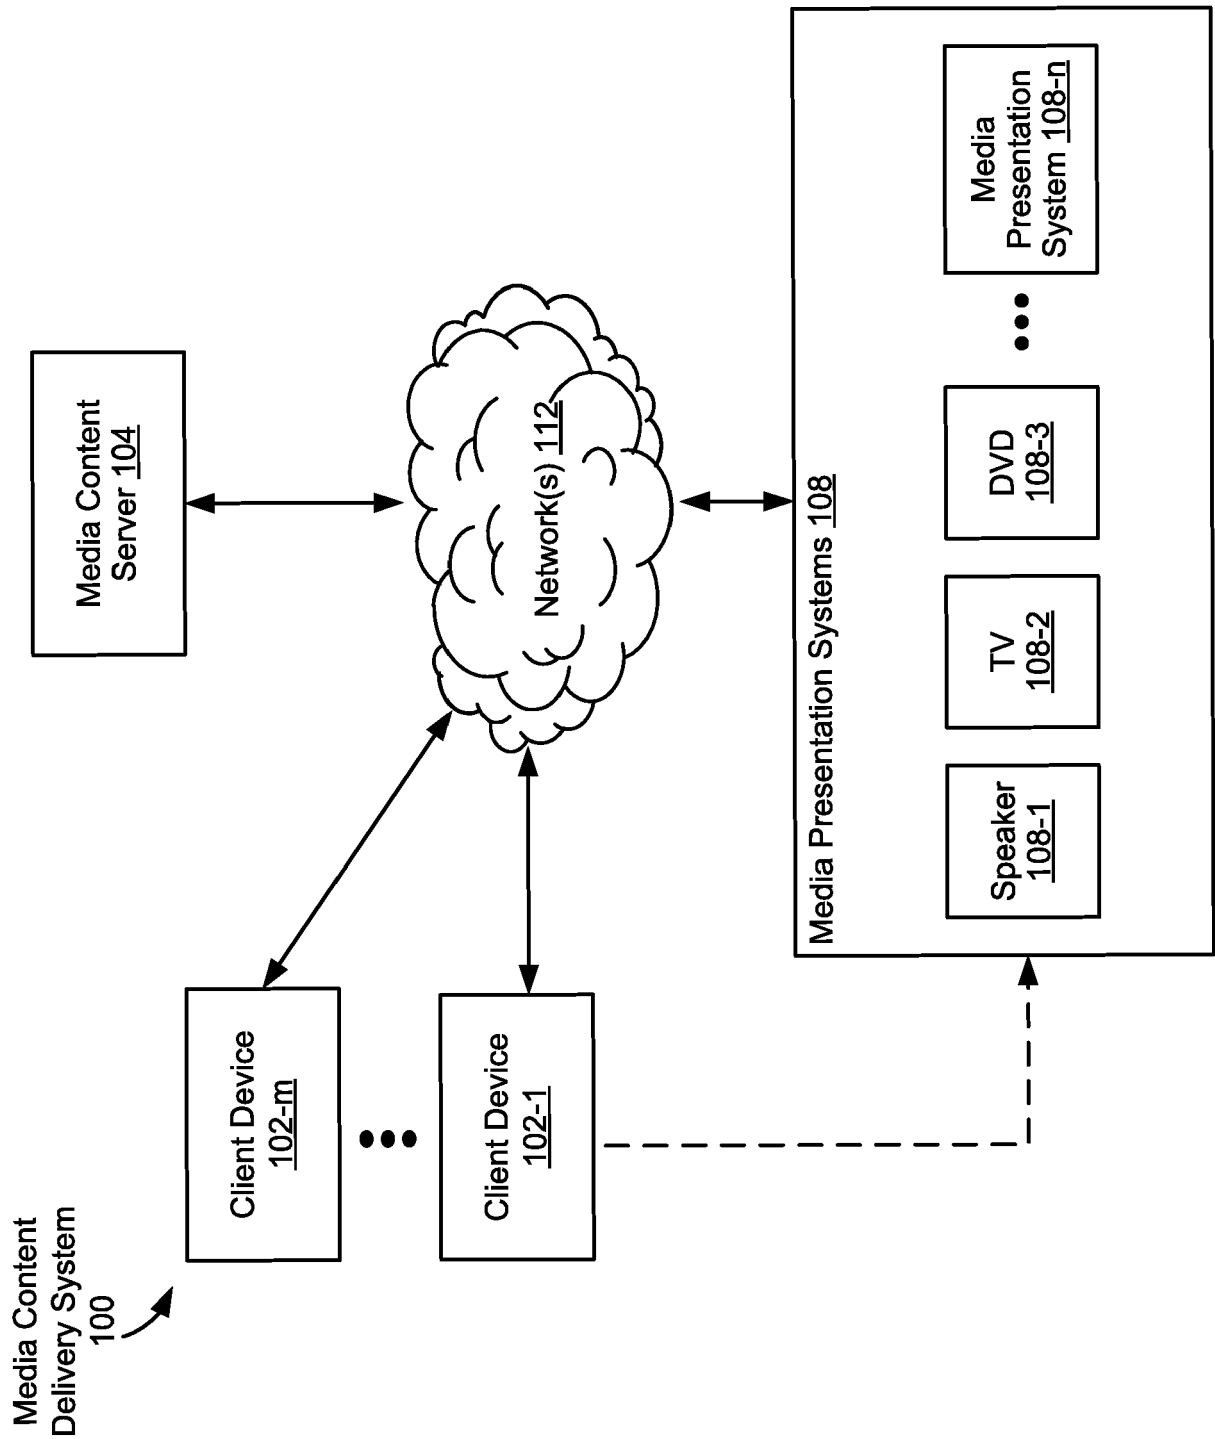 Media Content
Delivery System
100
Client Device
102-m
Client Device
102-1
Media Content
Server 104
Network(s) 112
Media Presentation Systems 108
Speaker
108-1
TV
108-2
DVD
108-3
Media
Presentation
System 108-n